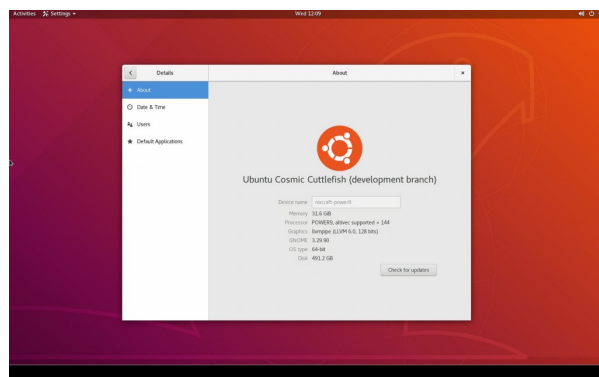 Activities Settings Wed 12:09
Details About
About
Date & Time
Users
Default Applications
Ubuntu Cosmic Cuttlefish (development branch)
Device name
Memory 31.6 GiB
Processor POWER9, altivec supported × 144
Graphics llvmpipe (LLVM 6.0, 128 bits)
GNOME 3.29.90
OS type 64-bit
Disk 491.2 GB
Check for updates